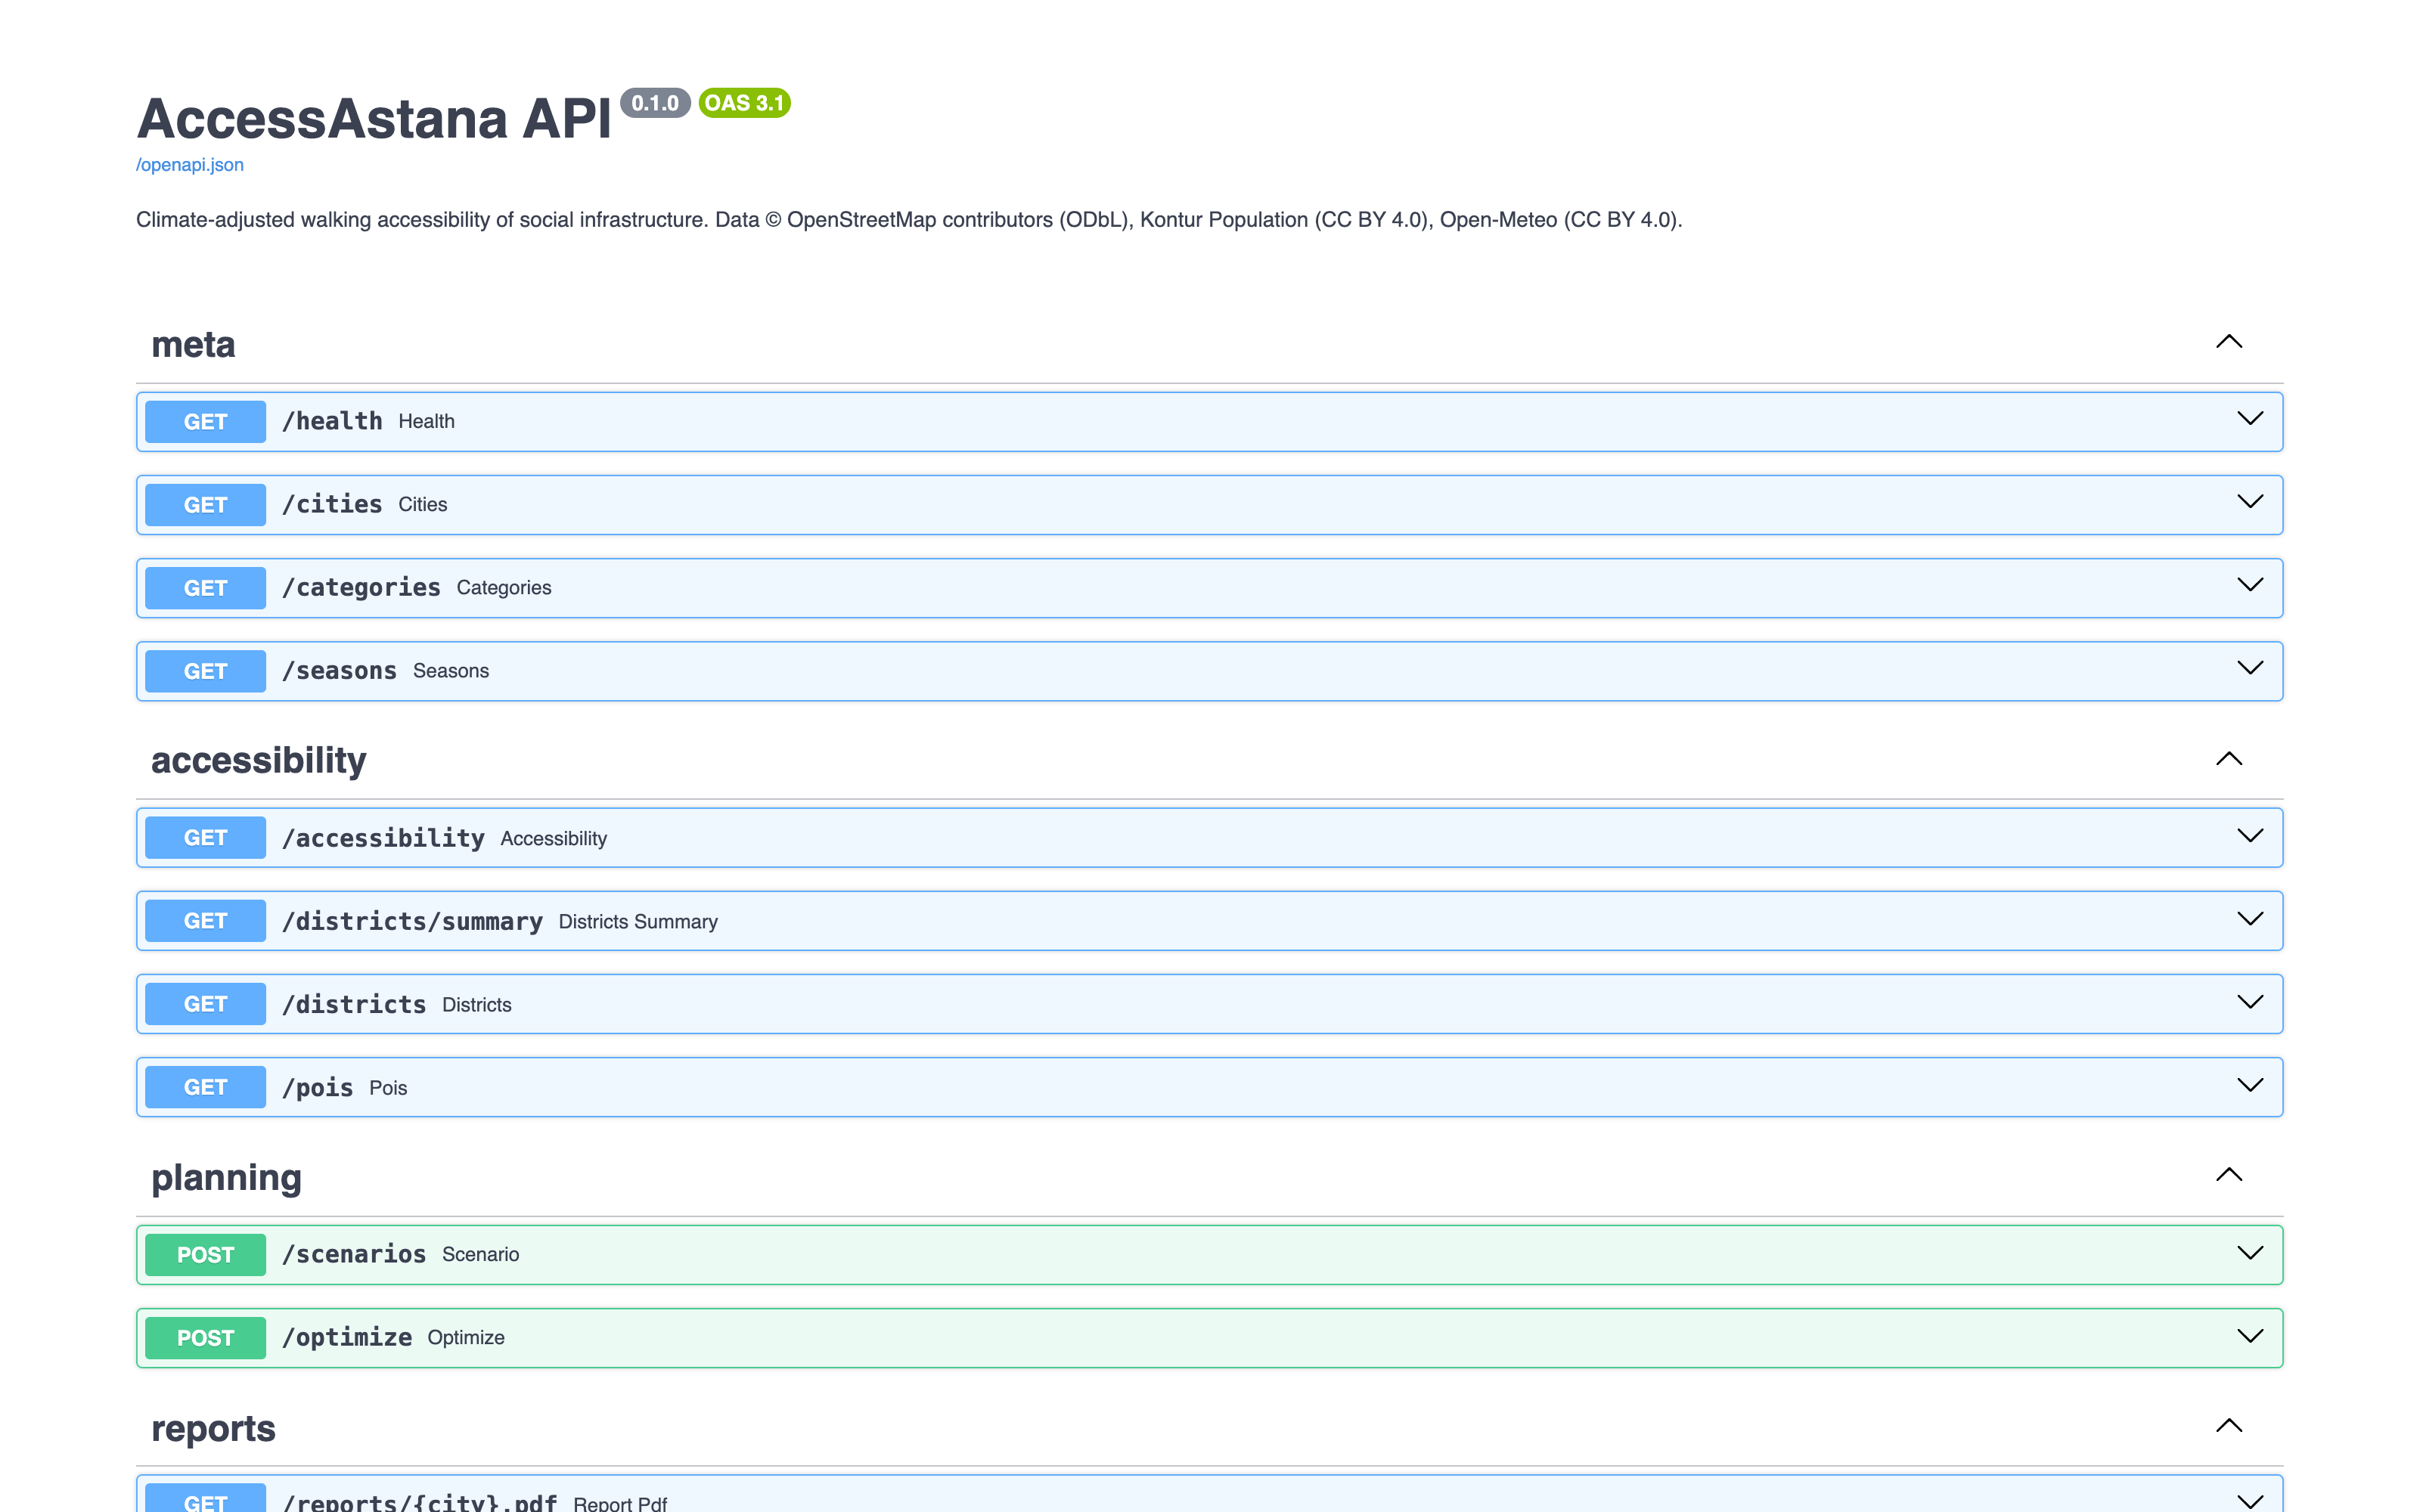 AccessAstana API 0.1.0 OAS 3.1
/openapi.json
Climate-adjusted walking accessibility of social infrastructure. Data © OpenStreetMap contributors (ODbL), Kontur Population (CC BY 4.0), Open-Meteo (CC BY 4.0).
meta
GET /health Health
GET /cities Cities
GET /categories Categories
GET /seasons Seasons
accessibility
GET /accessibility Accessibility
GET /districts/summary Districts Summary
GET /districts Districts
GET /pois Pois
planning
POST /scenarios Scenario
POST /optimize Optimize
reports
GET /reports/{city}.pdf Report Pdf